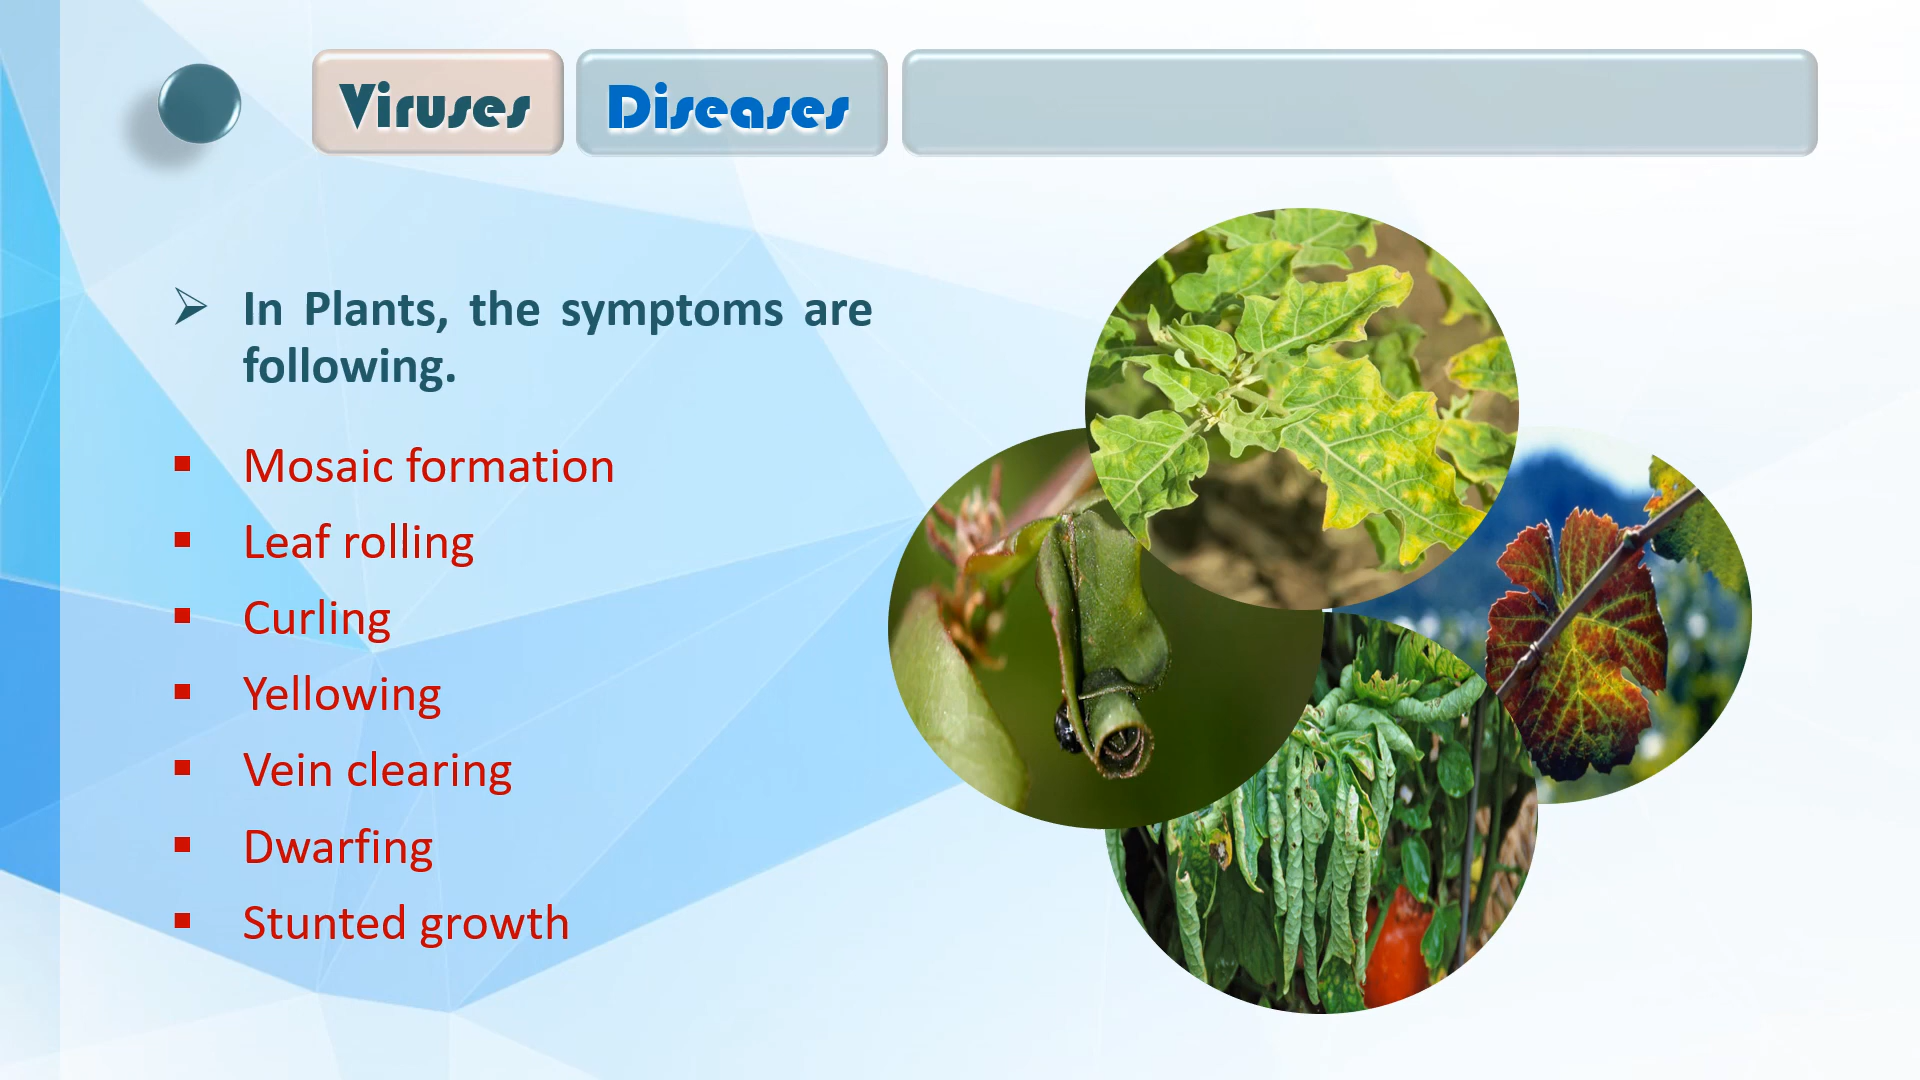 Viruses Diseases
In Plants, the symptoms are
following.
Mosaic formation
Leaf rolling
Curling
Yellowing
Vein clearing
Dwarfing
Stunted growth